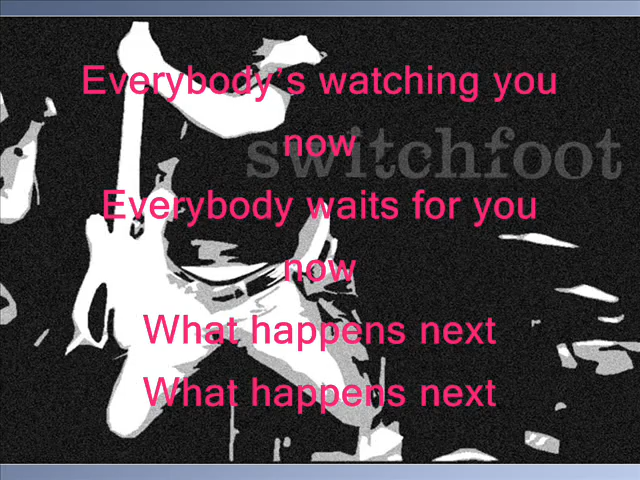 Everybody's watching you
now
switchfoot
Everybody waits for you
now
What happens next
What happens next